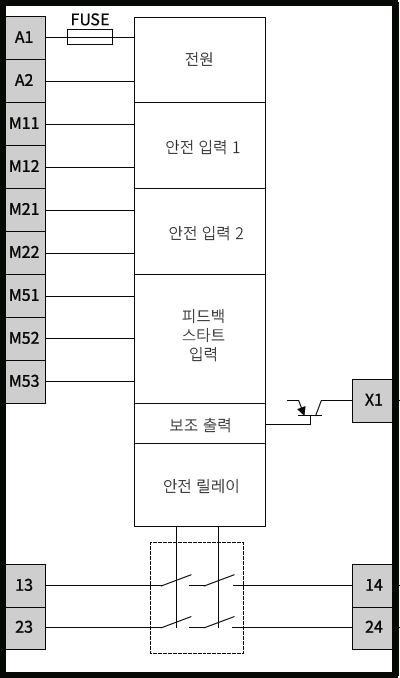 FUSE
A1
전원
A2
M11
안전 입력 1
M12
M21
안전 입력 2
M22
M51
피드백
스타트
입력
M52
M53
X1
보조 출력
안전 릴레이
13
14
23
24